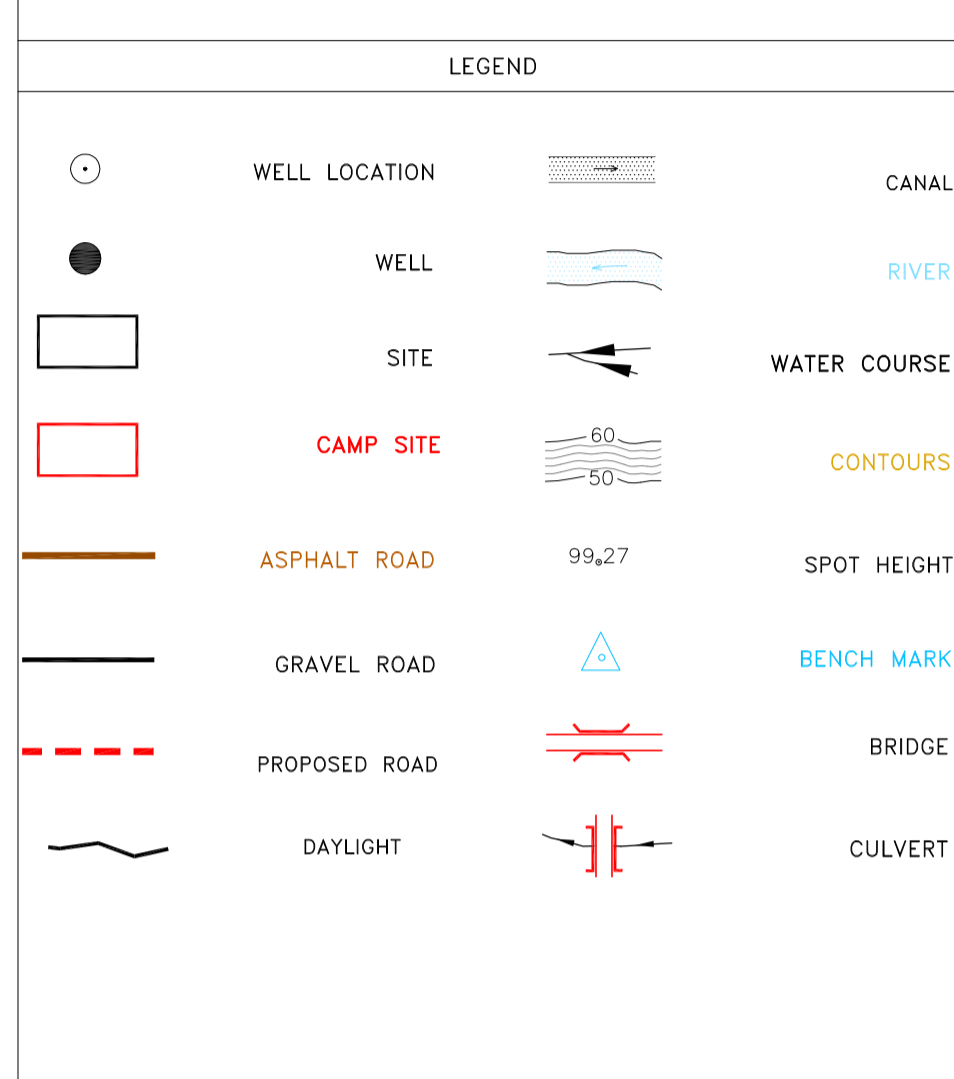 LEGEND
WELL LOCATION
CANAL
WELL
RIVER
SITE
WATER COURSE
CAMP SITE
60
50
CONTOURS
ASPHALT ROAD
99.27
SPOT HEIGHT
GRAVEL ROAD
BENCH MARK
PROPOSED ROAD
BRIDGE
DAYLIGHT
CULVERT